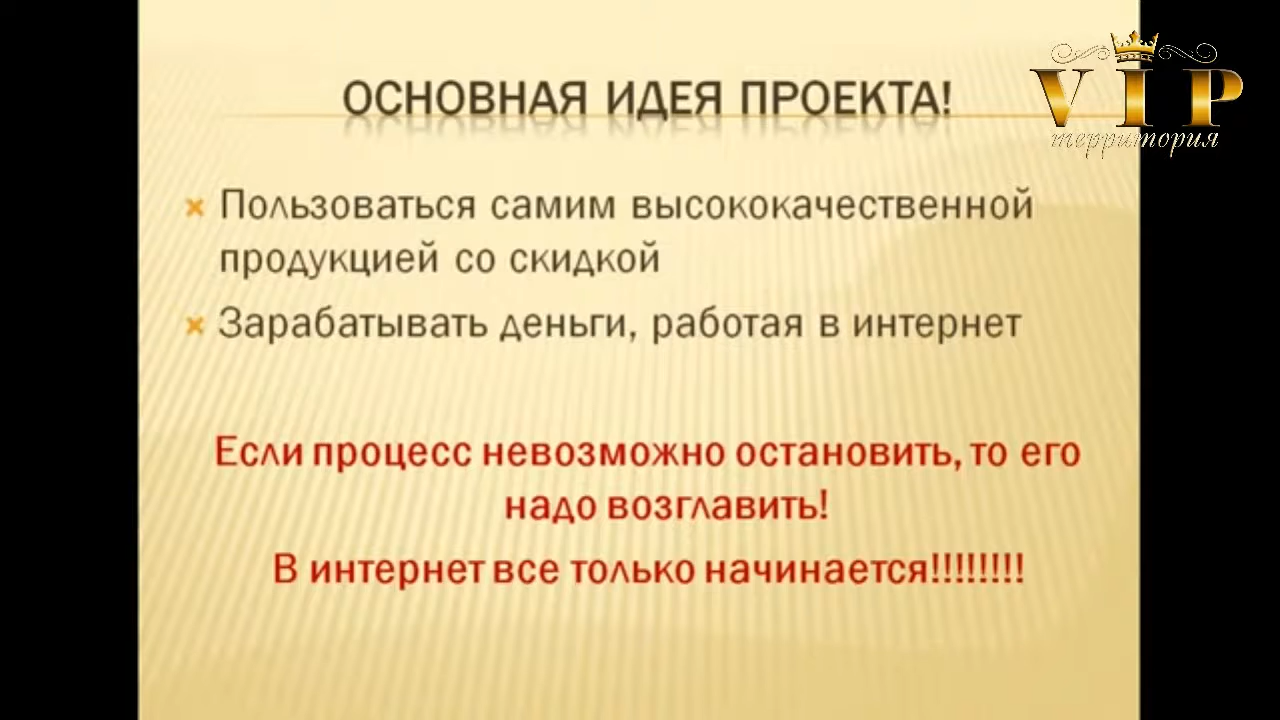 VIP
территория
ОСНОВНАЯ ИДЕЯ ПРОЕКТА!
Пользоваться самим высококачественной
продукцией со скидкой
Зарабатывать деньги, работая в интернет
Если процесс невозможно остановить, то его
надо возглавить!
В интернет все только начинается!!!!!!!!